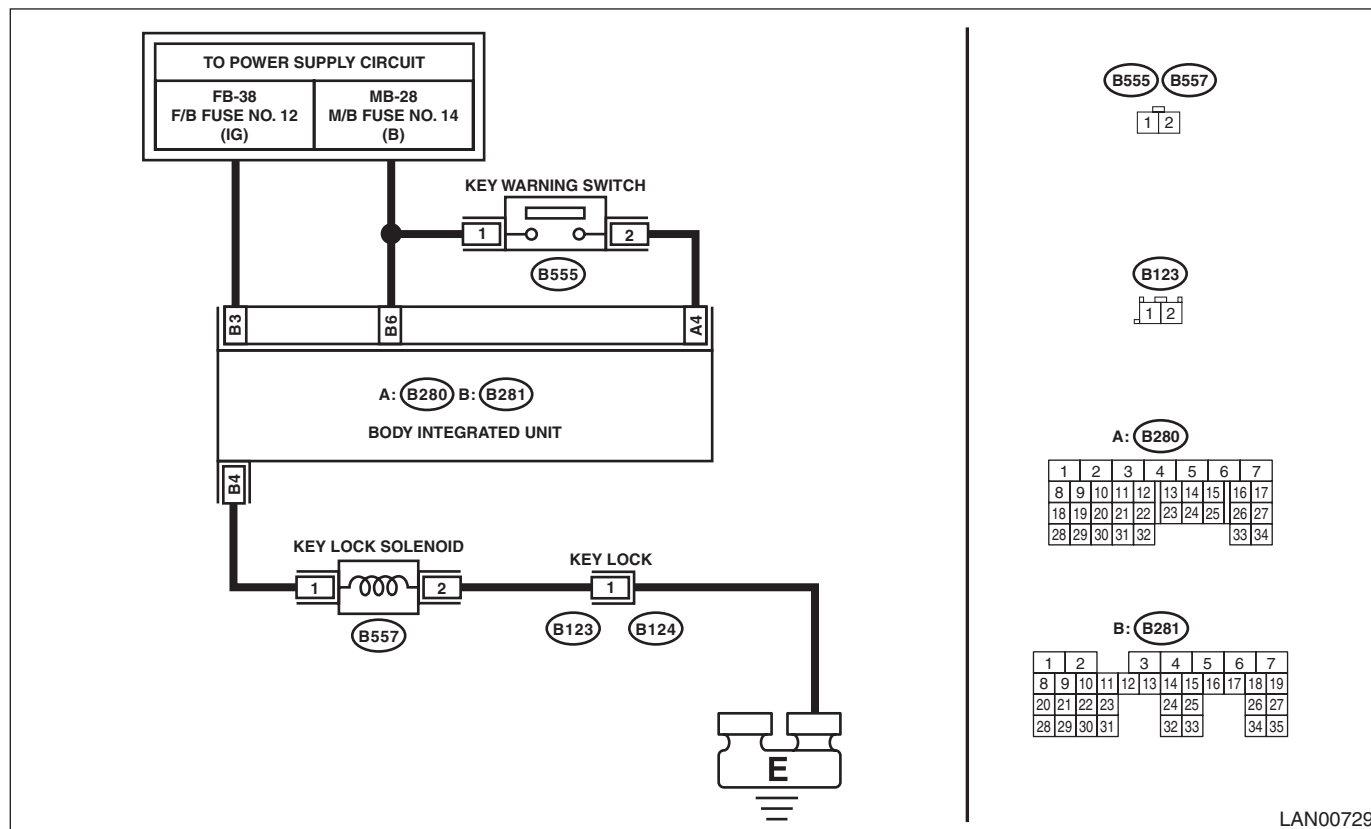 TO POWER SUPPLY CIRCUIT
FB-38
F/B FUSE NO. 12
(IG)
MB-28
M/B FUSE NO. 14
(B)
KEY WARNING SWITCH
1 2
B555
B3 B6 A4
A: B280 B: B281
BODY INTEGRATED UNIT
B4
KEY LOCK SOLENOID
1 2
B557
KEY LOCK
1
B123 B124
E
B555 B557
1 2
B123
1 2
A: B280
1 2 3 4 5 6 7
8 9 10 11 12 13 14 15 16 17
18 19 20 21 22 23 24 25 26 27
28 29 30 31 32 33 34
B: B281
1 2 3 4 5 6 7
8 9 10 11 12 13 14 15 16 17 18 19
20 21 22 23 24 25 26 27
28 29 30 31 32 33 34 35
LAN00729